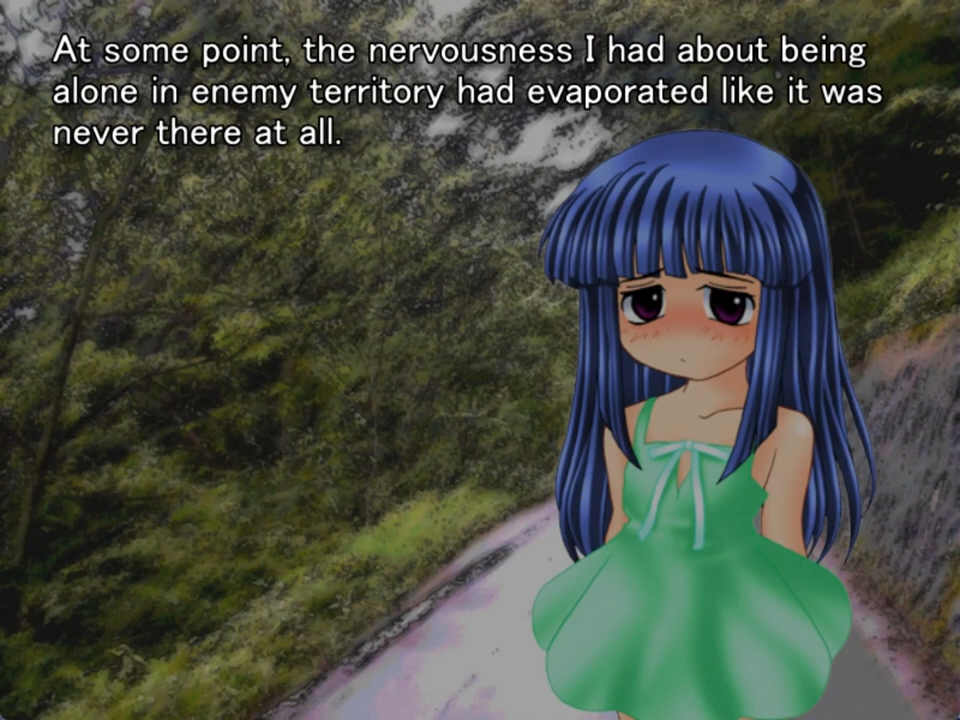 At some point, the nervousness I had about being
alone in enemy territory had evaporated like it was
never there at all.